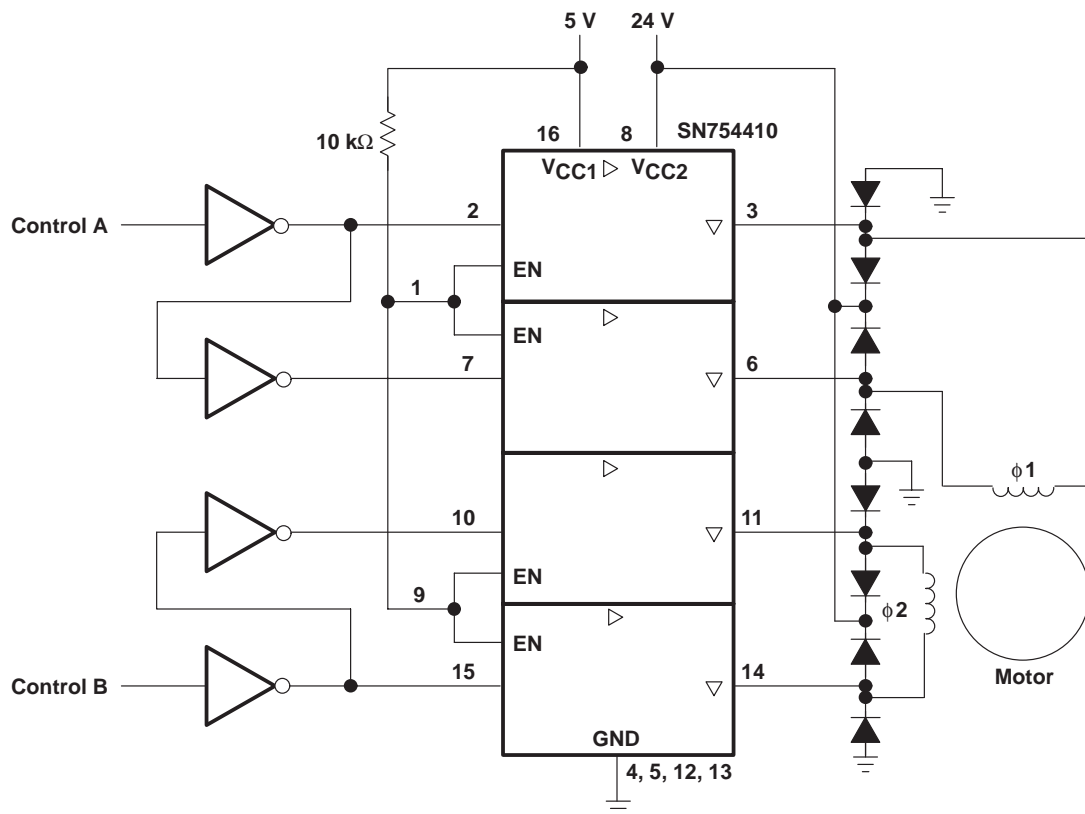 5 V
24 V
10 kΩ
16
8
SN754410
VCC1
VCC2
Control A
2
3
EN
1
EN
7
6
ϕ1
10
11
EN
9
ϕ2
EN
Control B
15
14
Motor
GND
4, 5, 12, 13